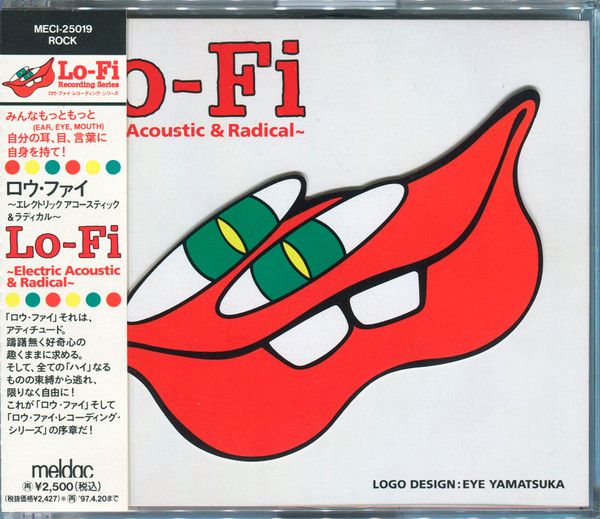 MECI-25019
ROCK
Lo-Fi
Recording Series
ロウ・ファイ・レコーディング・シリーズ
みんなもっともっと
(EAR, EYE, MOUTH)
自分の耳、目、言葉に
自身を持て!
ロウ・ファイ
〜エレクトリック アコースティック
&ラディカル〜
Lo-Fi
~Electric Acoustic
& Radical~
「ロウ・ファイ」それは、
アティチュード。
躊躇無く好奇心の
趣くままに求める。
そして、全ての「ハイ」なる
ものの束縛から逃れ、
限りなく自由に!
これが「ロウ・ファイ」そして
「ロウ・ファイ・レコーディング・
シリーズ」の序章だ!
meldac
再¥2,500(税込)
(税抜価格¥2,427)※再'97.4.20まで
o-Fi
Acoustic & Radical~
LOGO DESIGN:EYE YAMATSUKA